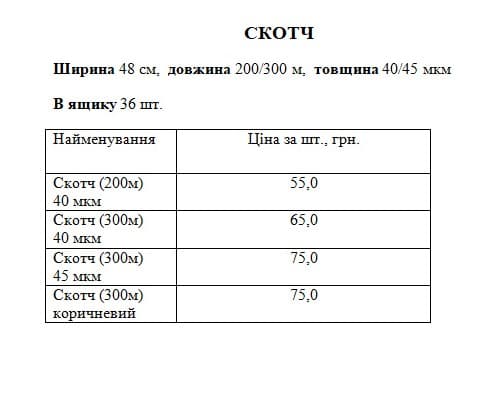 СКОТЧ
Ширина 48 см, довжина 200/300 м, товщина 40/45 мкм
В ящику 36 шт.
Найменування Ціна за шт., грн.
Скотч (200м) 55,0
40 мкм
Скотч (300м) 65,0
40 мкм
Скотч (300м) 75,0
45 мкм
Скотч (300м) 75,0
коричневий